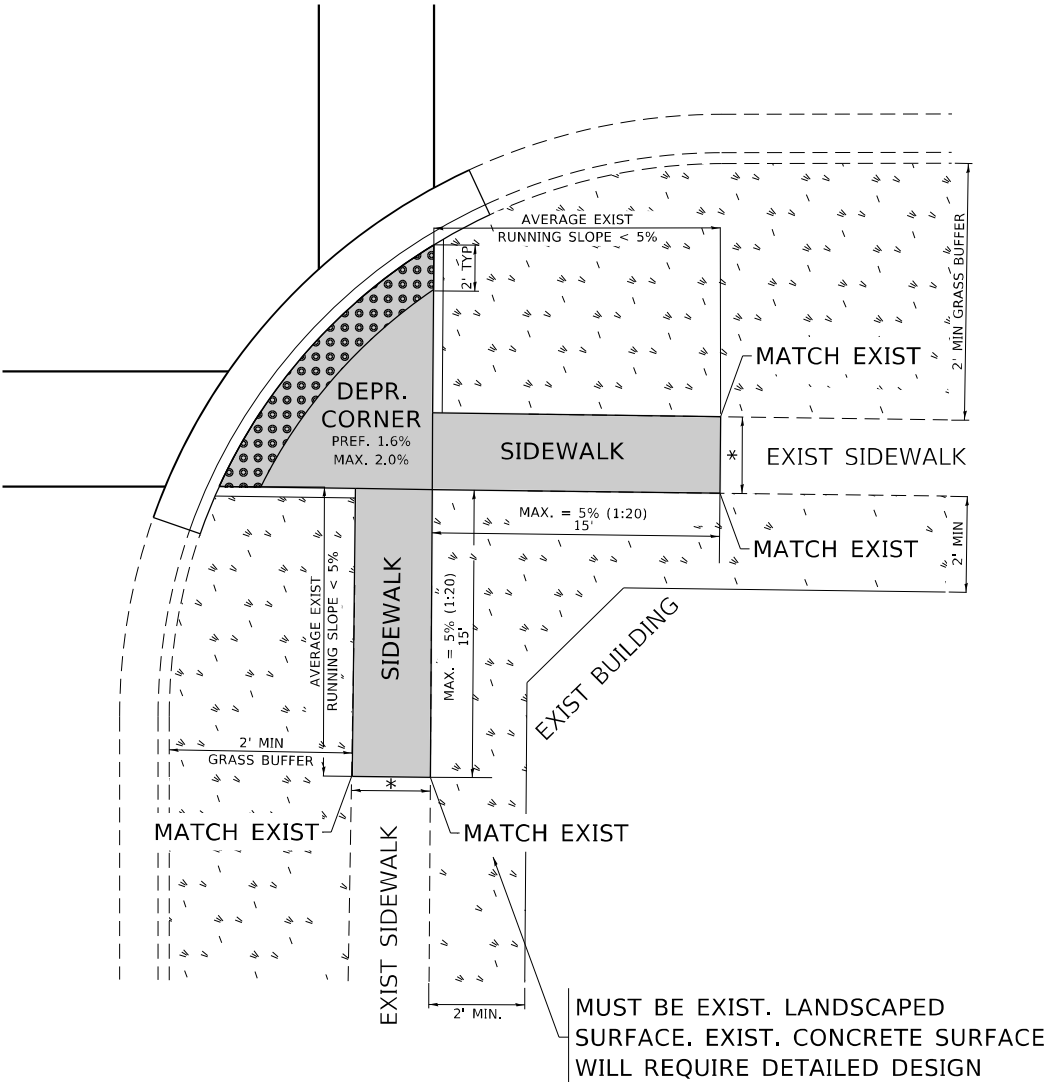 AVERAGE EXIST
RUNNING SLOPE < 5%
2' TYP
2' MIN GRASS BUFFER
MATCH EXIST
DEPR.
CORNER
PREF. 1.6%
MAX. 2.0%
SIDEWALK
*
EXIST SIDEWALK
MAX. = 5% (1:20)
15'
MATCH EXIST
2' MIN
AVERAGE EXIST
RUNNING SLOPE < 5%
SIDEWALK
MAX. = 5% (1:20)
15'
EXIST BUILDING
2' MIN
GRASS BUFFER
*
MATCH EXIST
MATCH EXIST
EXIST SIDEWALK
2' MIN.
MUST BE EXIST. LANDSCAPED
SURFACE. EXIST. CONCRETE SURFACE
WILL REQUIRE DETAILED DESIGN